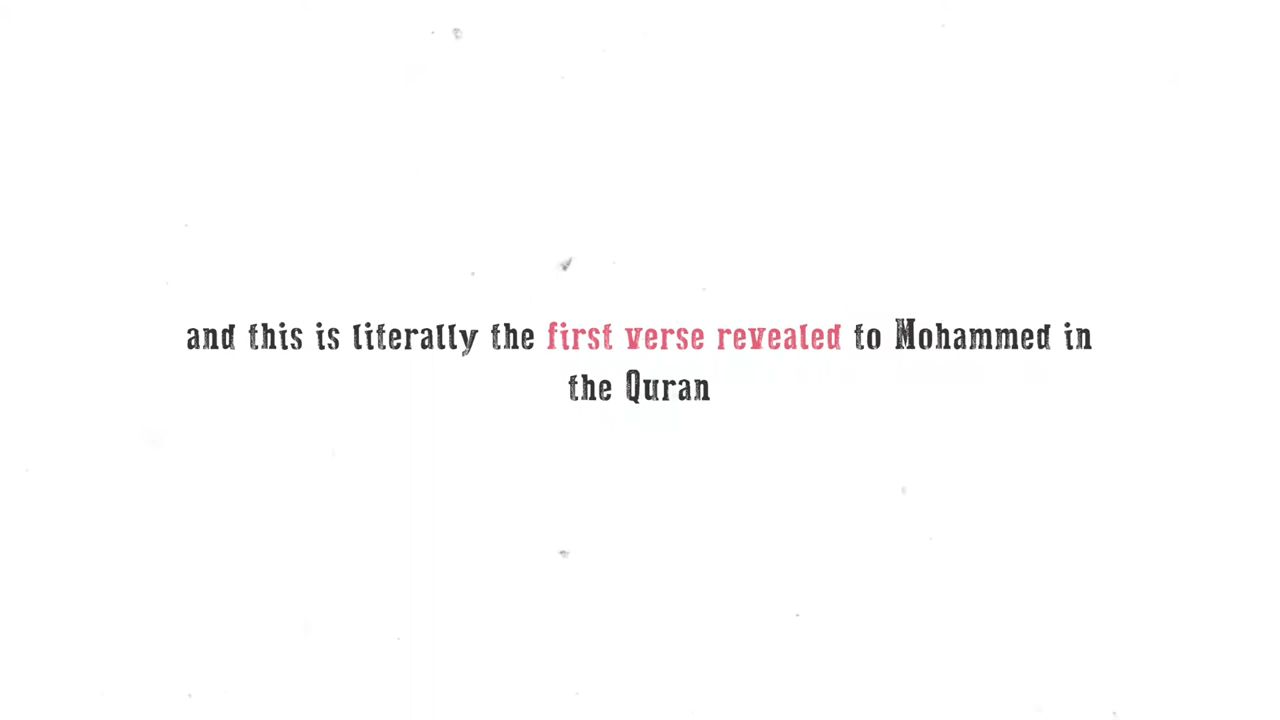 and this is literally the first verse revealed to Mohammed in
the Quran